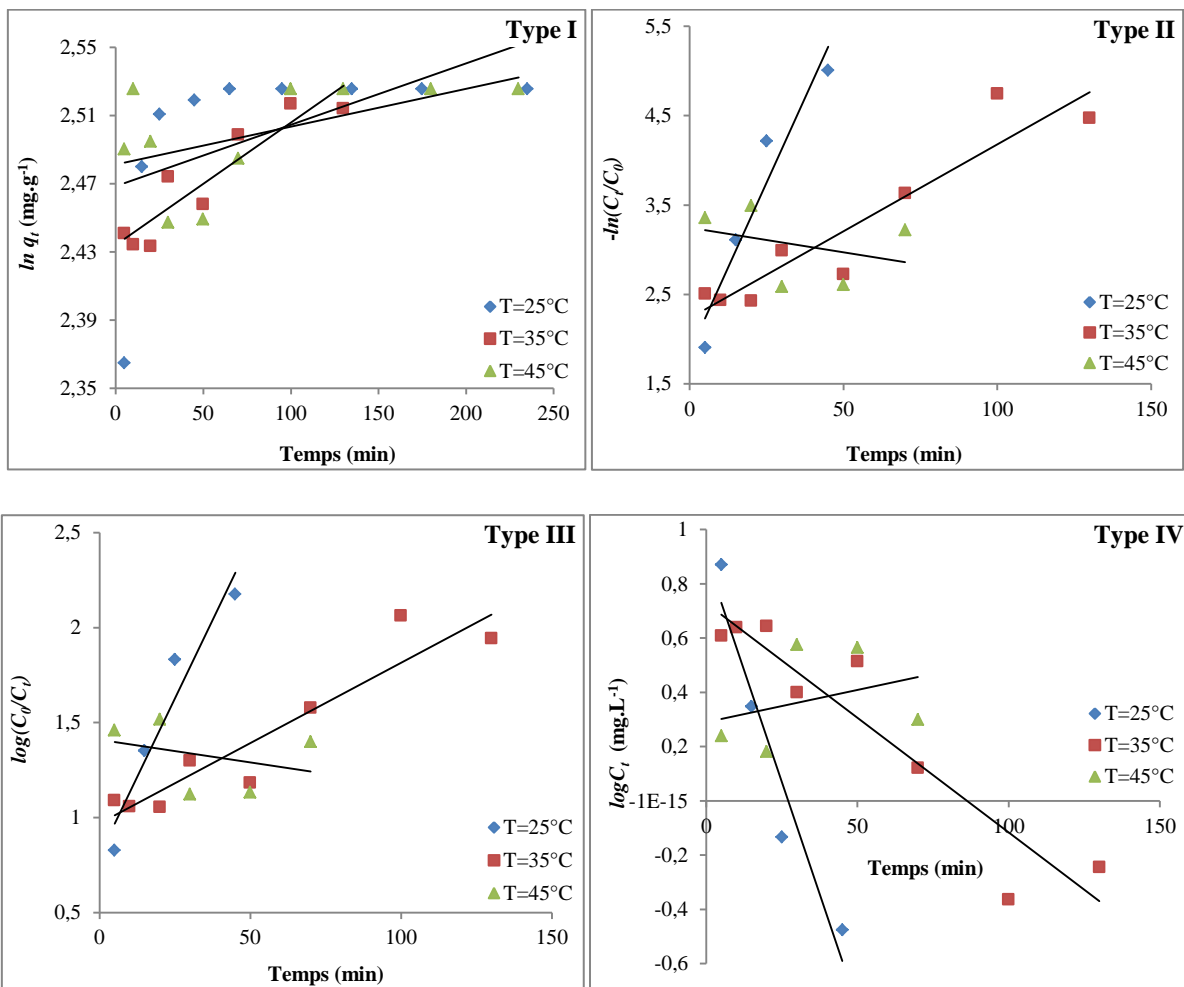 Type I
2,55
2,51
2,47
2,43
2,39
2,35
ln qt (mg.g-1)
0 50 100 150 200 250
Temps (min)
T=25°C
T=35°C
T=45°C
Type II
5,5
4,5
3,5
2,5
1,5
-ln(Ct/C0)
0 50 100 150
Temps (min)
T=25°C
T=35°C
T=45°C
Type III
2,5
2
1,5
1
0,5
log(C0/Ct)
0 50 100 150
Temps (min)
T=25°C
T=35°C
T=45°C
Type IV
1
0,8
0,6
0,4
0,2
-1E-15
-0,2
-0,4
-0,6
logCt (mg.L-1)
0 50 100 150
Temps (min)
T=25°C
T=35°C
T=45°C